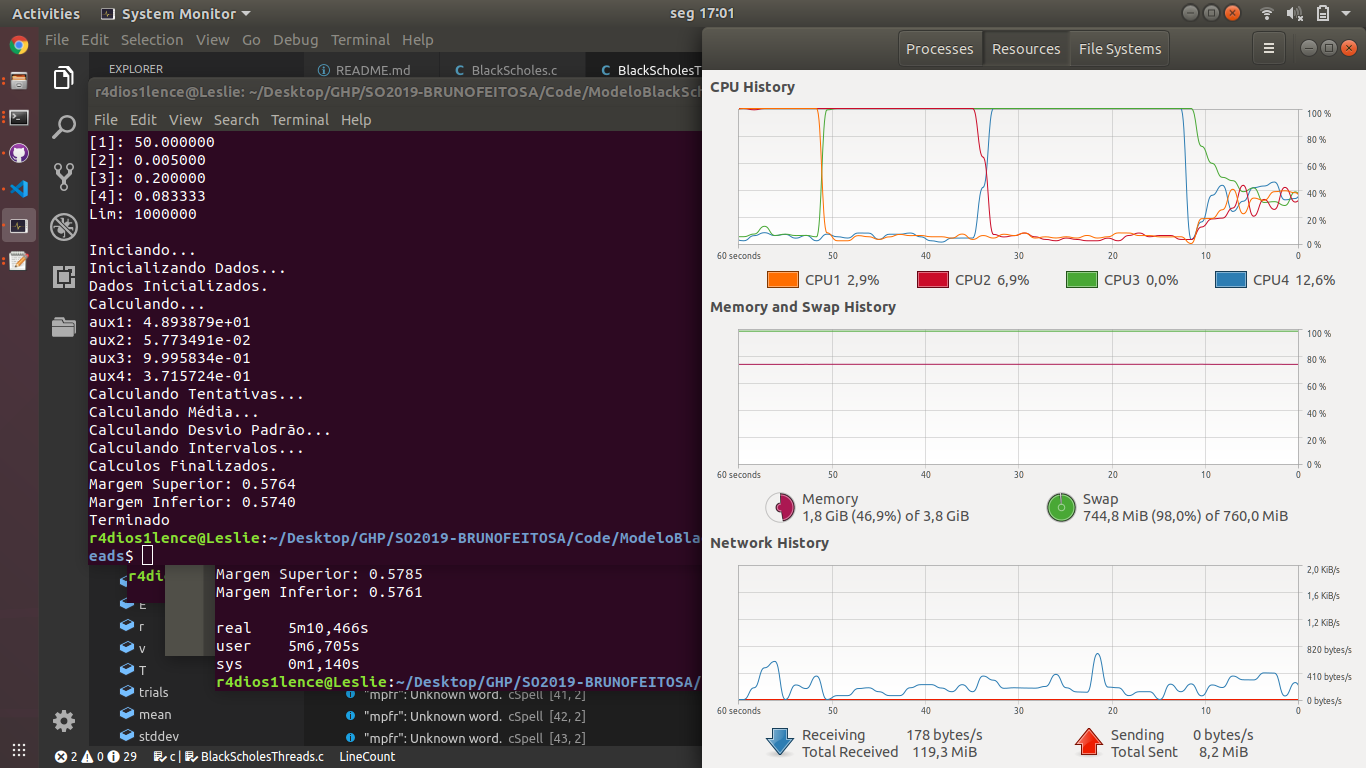 Activities
System Monitor
seg 17:01
File Edit Selection View Go Debug Terminal Help
EXPLORER
README.md
BlackScholes.c
BlackScholesT
r4dios1lence@Leslie: ~/Desktop/GHP/SO2019-BRUNOFEITOSA/Code/ModeloBlackSch
File Edit View Search Terminal Help
[1]: 50.000000
[2]: 0.005000
[3]: 0.200000
[4]: 0.083333
Lim: 1000000
Iniciando...
Inicializando Dados...
Dados Inicializados.
Calculando...
aux1: 4.893879e+01
aux2: 5.773491e-02
aux3: 9.995834e-01
aux4: 3.715724e-01
Calculando Tentativas...
Calculando Média...
Calculando Desvio Padrão...
Calculando Intervalos...
Calculos Finalizados.
Margem Superior: 0.5764
Margem Inferior: 0.5740
Terminado
r4dios1lence@Leslie:~/Desktop/GHP/SO2019-BRUNOFEITOSA/Code/ModeloBla
eads$
r4dio
Margem Superior: 0.5785
Margem Inferior: 0.5761
real 5m10,466s
user 5m6,705s
sys 0m1,140s
r4dios1lence@Leslie:~/Desktop/GHP/SO2019-BRUNOFEITOSA/
E
r
v
T
trials
mean
stddev
"mpfr": Unknown word. cSpell [41, 2]
"mpfr": Unknown word. cSpell [42, 2]
"mpfr": Unknown word. cSpell [43, 2]
2 0 29
c | BlackScholesThreads.c
LineCount
Processes Resources File Systems
CPU History
100 %
80 %
60 %
40 %
20 %
0 %
60 seconds 50 40 30 20 10 0
CPU1 2,9%
CPU2 6,9%
CPU3 0,0%
CPU4 12,6%
Memory and Swap History
100 %
80 %
60 %
40 %
20 %
0 %
60 seconds 50 40 30 20 10 0
Memory
1,8 GiB (46,9%) of 3,8 GiB
Swap
744,8 MiB (98,0%) of 760,0 MiB
Network History
2,0 KiB/s
1,6 KiB/s
1,2 KiB/s
820 bytes/s
410 bytes/s
0 bytes/s
60 seconds 50 40 30 20 10 0
Receiving 178 bytes/s
Total Received 119,3 MiB
Sending 0 bytes/s
Total Sent 8,2 MiB